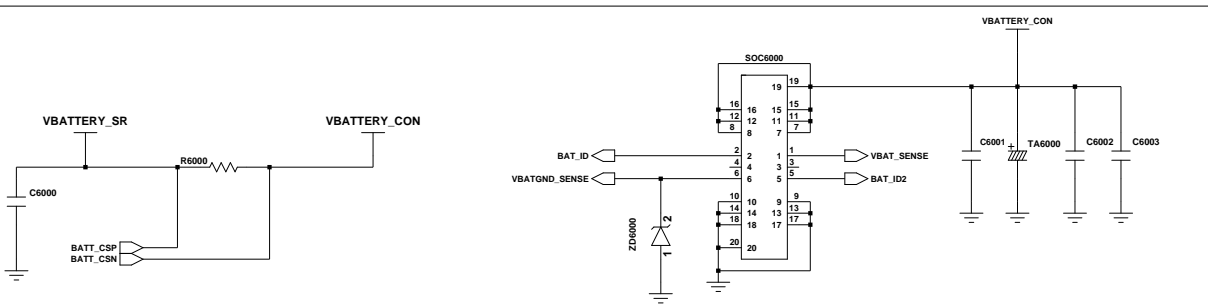 VBATTERY_CON
SOC6000
19 19
16 16 15 15
12 12 11 11
8 8 7 7
VBATTERY_SR
VBATTERY_CON
R6000
C6000
BATT_CSP
BATT_CSN
BAT_ID 2 2 1 1 VBAT_SENSE
4 4 3 3
VBATGND_SENSE 6 6 5 5 BAT_ID2
10 10 9 9
14 14 13 13
18 18 17 17
20 20
ZD6000
2
1
C6001
+
TA6000
C6002
C6003